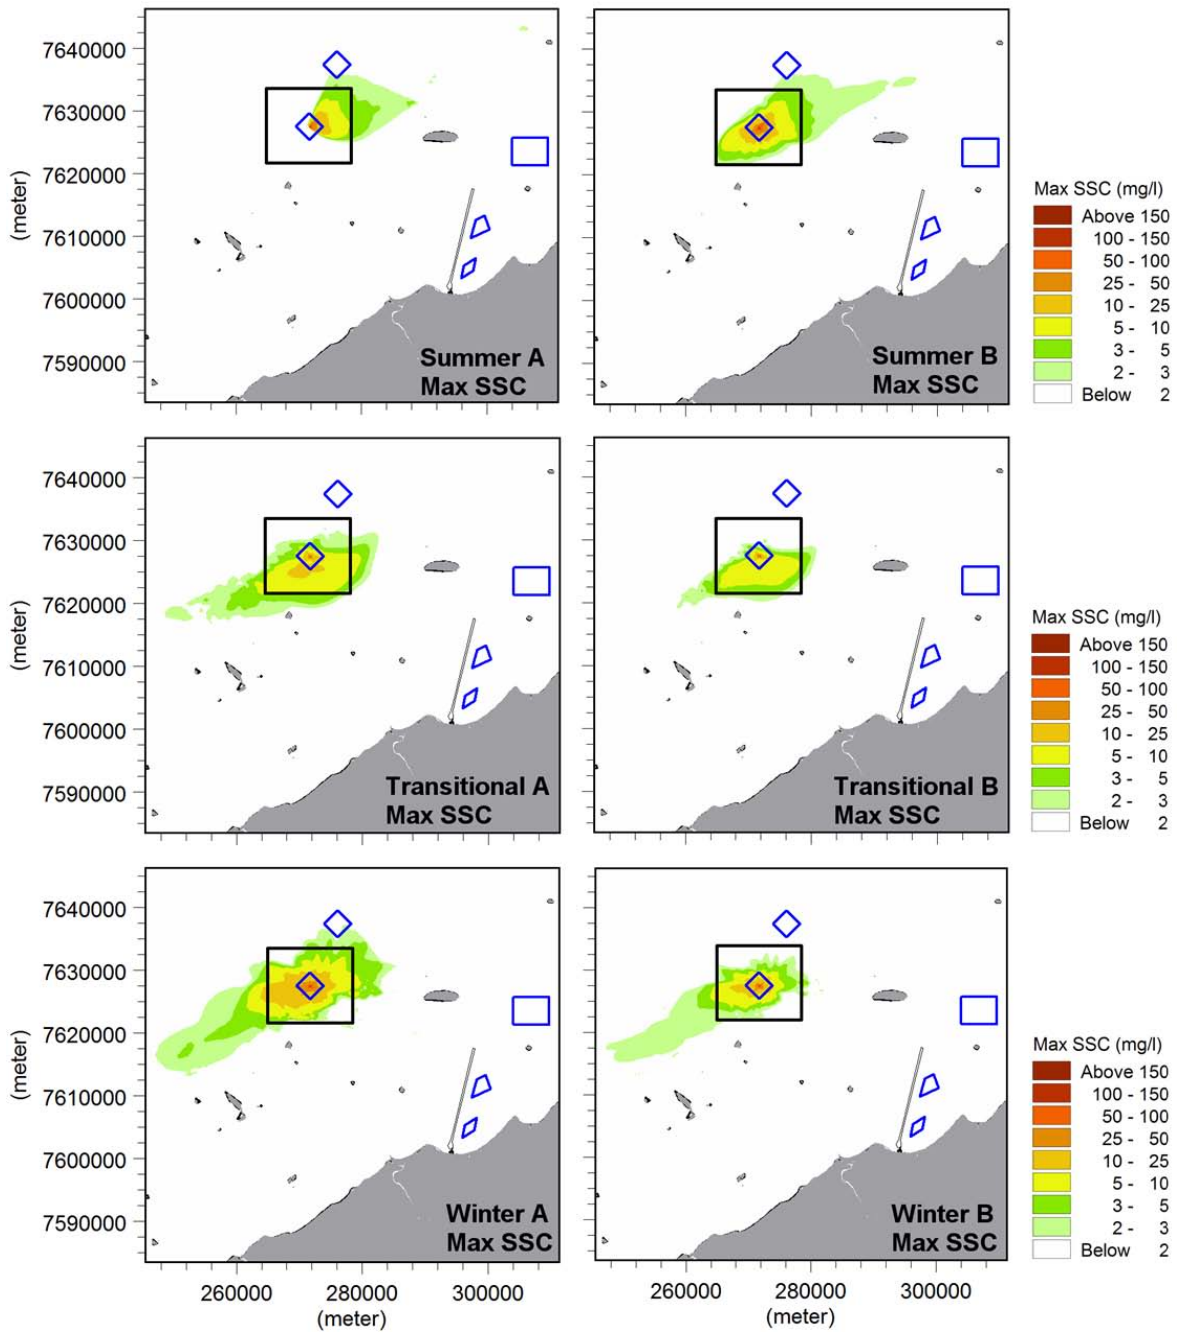 7640000
7630000
7620000
7610000
7600000
7590000
(meter)
Summer A
Max SSC
Summer B
Max SSC
Max SSC (mg/l)
Above 150
100 - 150
50 - 100
25 - 50
10 - 25
5 - 10
3 - 5
2 - 3
Below 2
7640000
7630000
7620000
7610000
7600000
7590000
(meter)
Transitional A
Max SSC
Transitional B
Max SSC
Max SSC (mg/l)
Above 150
100 - 150
50 - 100
25 - 50
10 - 25
5 - 10
3 - 5
2 - 3
Below 2
7640000
7630000
7620000
7610000
7600000
7590000
(meter)
Winter A
Max SSC
Winter B
Max SSC
Max SSC (mg/l)
Above 150
100 - 150
50 - 100
25 - 50
10 - 25
5 - 10
3 - 5
2 - 3
Below 2
260000 280000 300000
(meter)
260000 280000 300000
(meter)